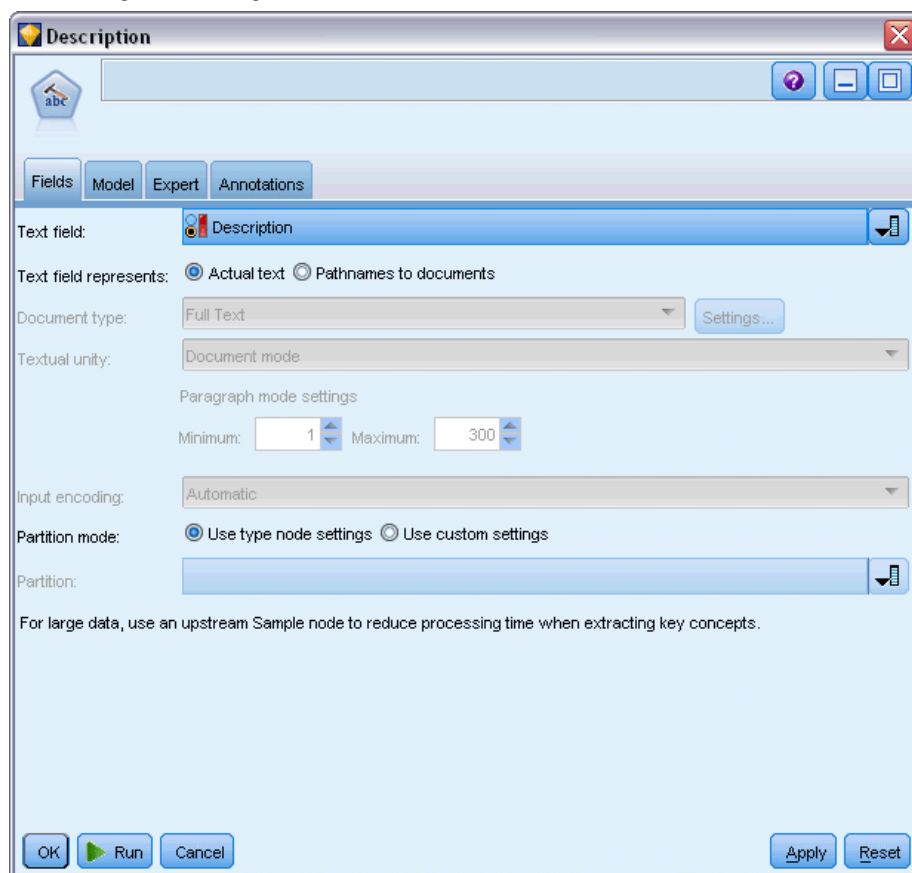 Description
abc
Fields Model Expert Annotations
Text field: Description
Text field represents: Actual text Pathnames to documents
Document type: Full Text Settings...
Textual unity: Document mode
Paragraph mode settings
Minimum: 1 Maximum: 300
Input encoding: Automatic
Partition mode: Use type node settings Use custom settings
Partition:
For large data, use an upstream Sample node to reduce processing time when extracting key concepts.
OK Run Cancel Apply Reset